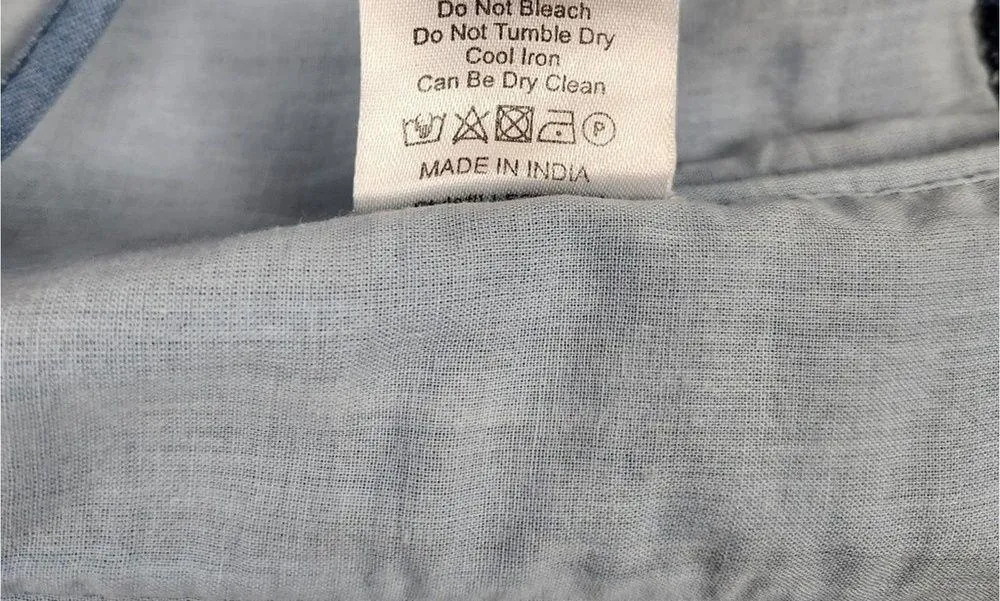 Do Not Bleach
Do Not Tumble Dry
Cool Iron
Can Be Dry Clean
P
MADE IN INDIA